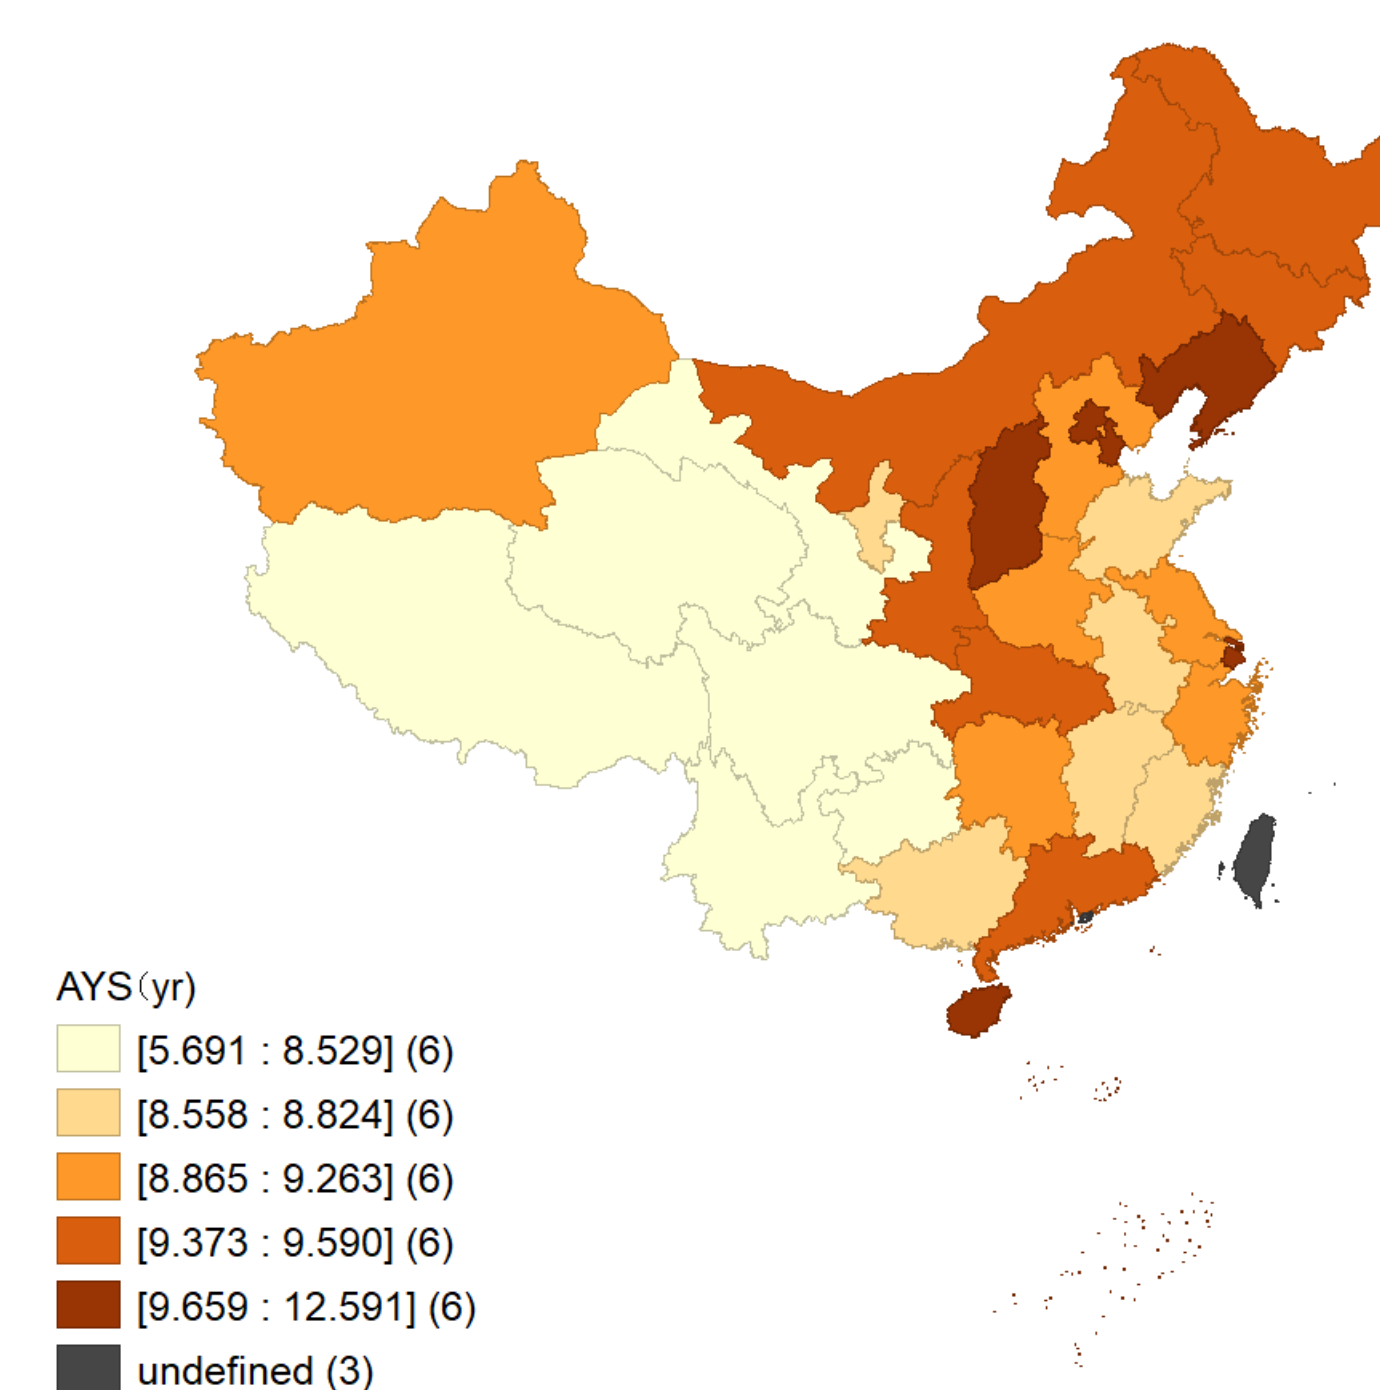 AYS（yr)
[5.691 : 8.529] (6)
[8.558 : 8.824] (6)
[8.865 : 9.263] (6)
[9.373 : 9.590] (6)
[9.659 : 12.591] (6)
undefined (3)